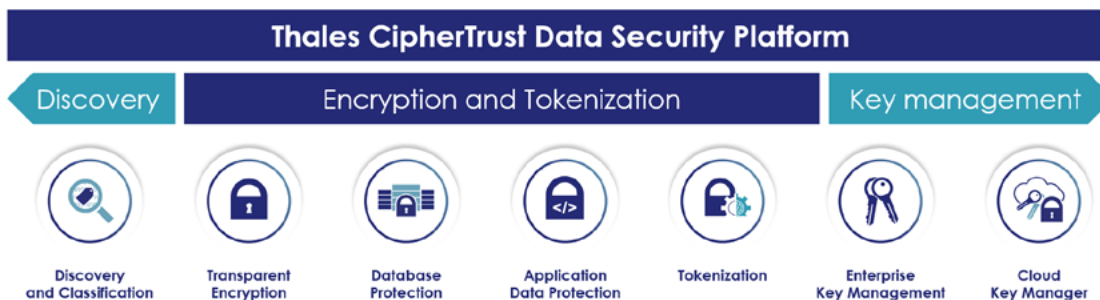 Thales CipherTrust Data Security Platform
Discovery
Encryption and Tokenization
Key management
Discovery
and Classification
Transparent
Encryption
Database
Protection
</>
Application
Data Protection
Tokenization
Enterprise
Key Management
Cloud
Key Manager